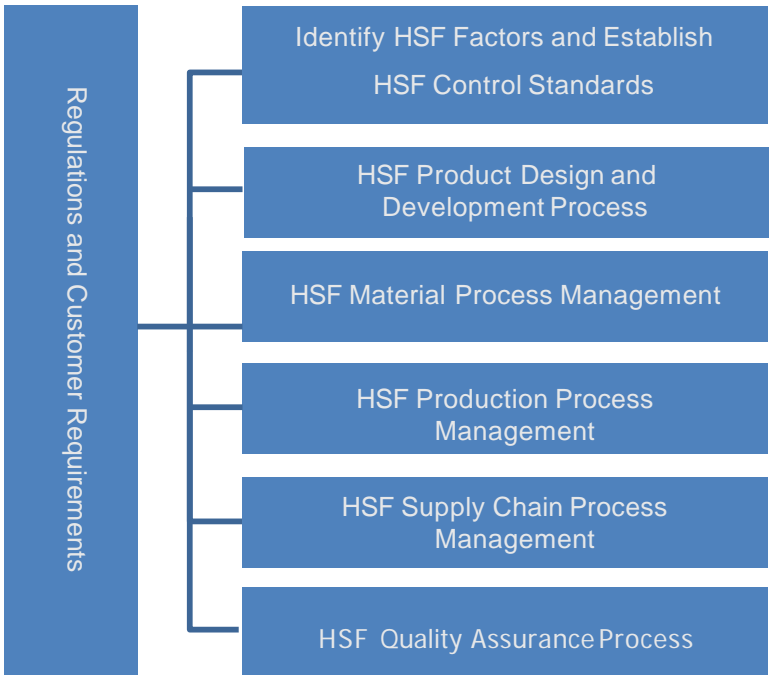 Regulations and Customer Requirements
Identify HSF Factors and Establish
HSF Control Standards
HSF Product Design and
Development Process
HSF Material Process Management
HSF Production Process
Management
HSF Supply Chain Process
Management
HSF Quality Assurance Process